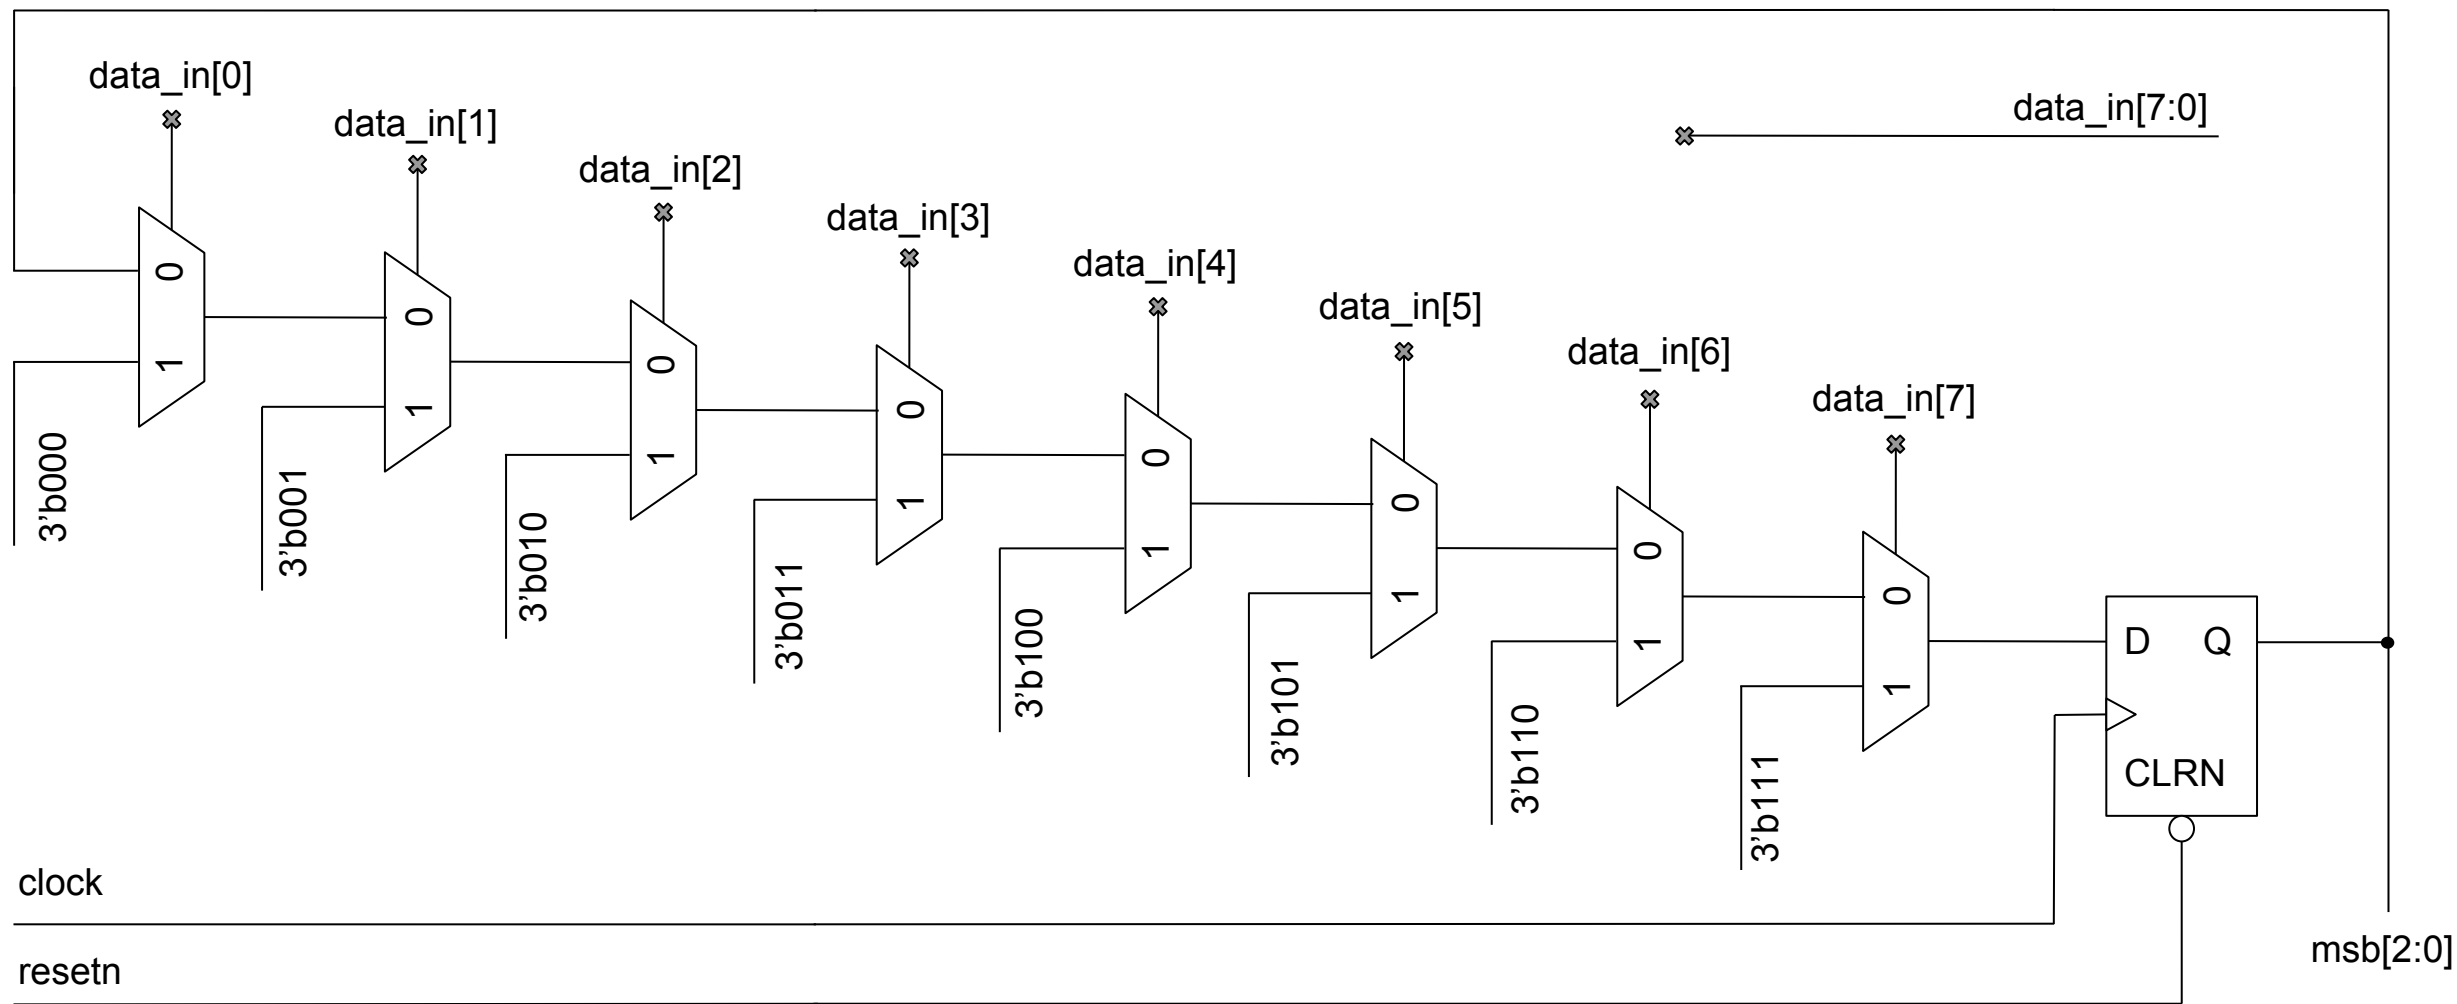 data_in[0]
data_in[1]
data_in[2]
data_in[3]
data_in[4]
data_in[5]
data_in[6]
data_in[7]
data_in[7:0]
0
1
0
1
0
1
0
1
0
1
0
1
0
1
0
1
3'b000
3'b001
3'b010
3'b011
3'b100
3'b101
3'b110
3'b111
D Q
CLRN
clock
resetn
msb[2:0]